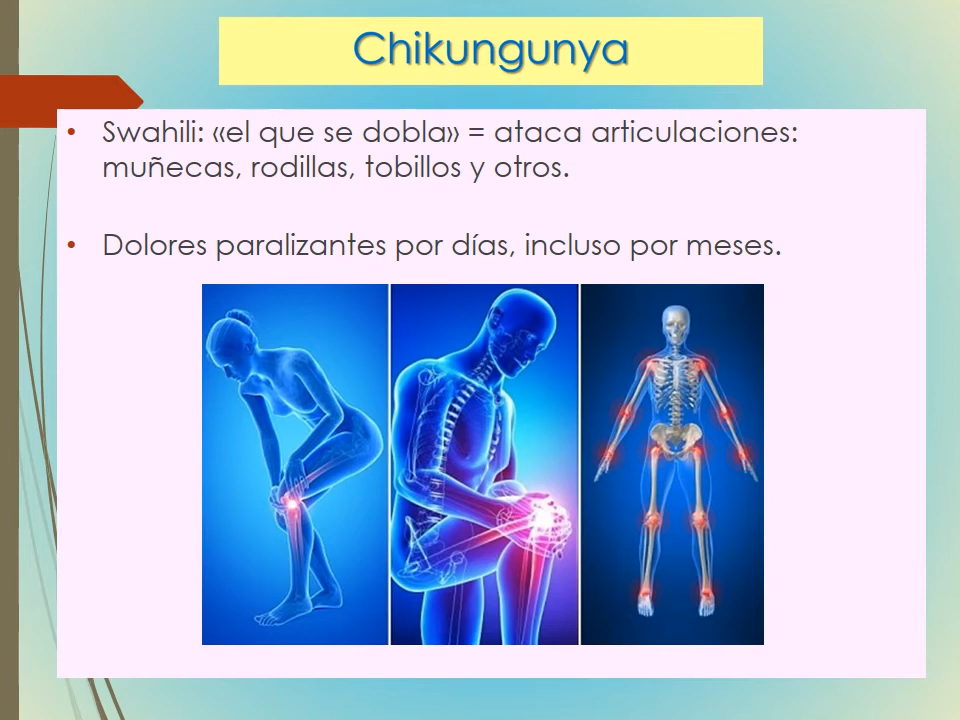 Chikungunya
• Swahili: «el que se dobla» = ataca articulaciones:
muñecas, rodillas, tobillos y otros.
• Dolores paralizantes por días, incluso por meses.